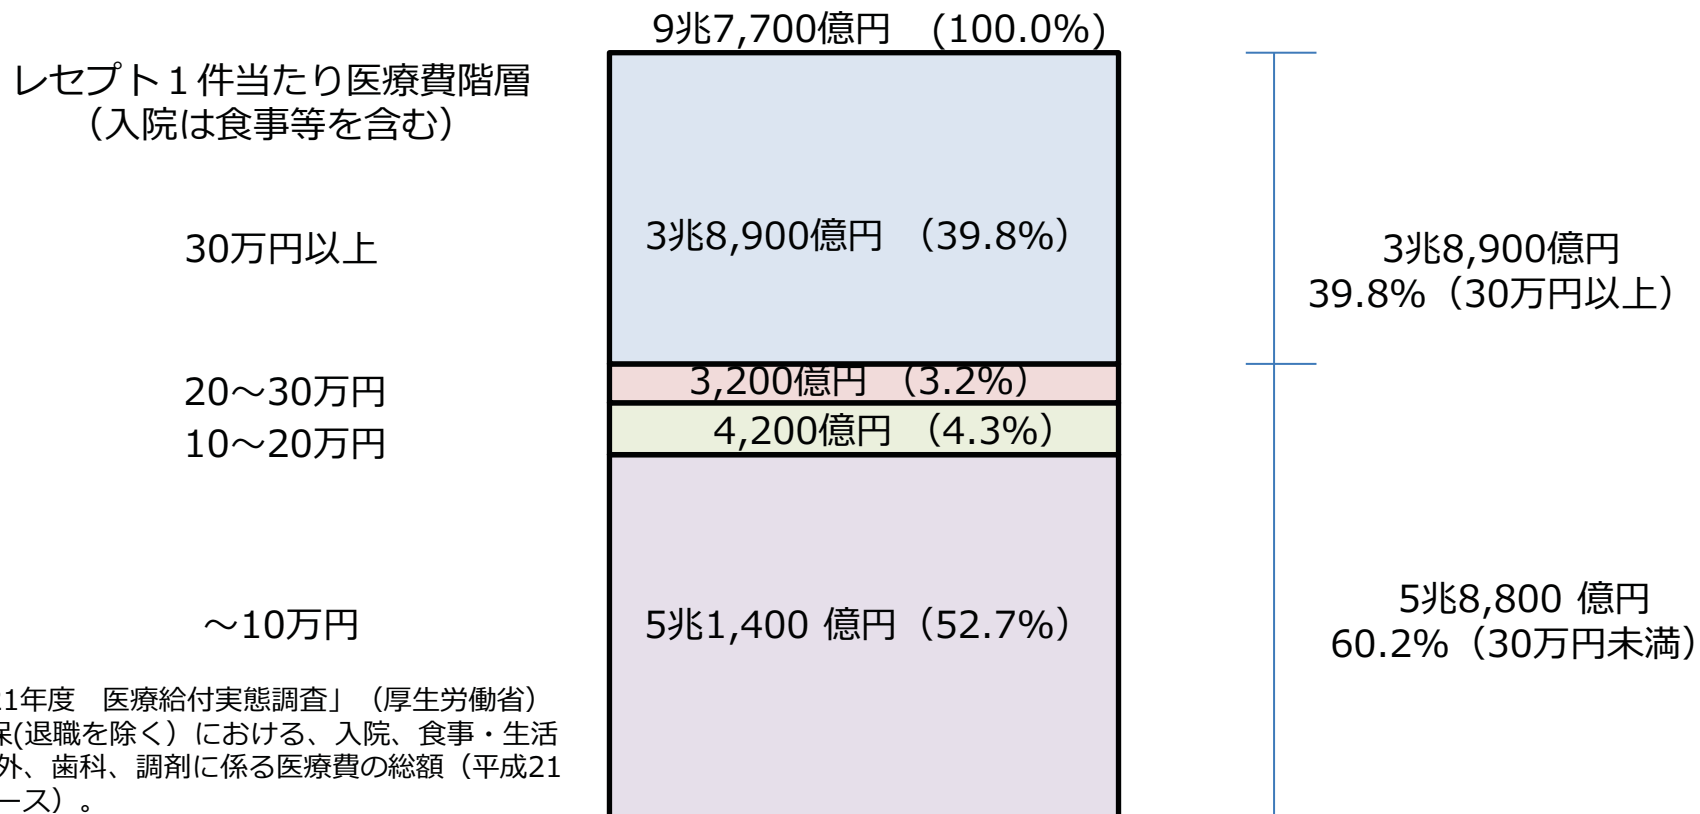 9兆7,700億円 (100.0%)
レセプト１件当たり医療費階層
（入院は食事等を含む）
30万円以上
3兆8,900億円 （39.8%）
3兆8,900億円
39.8%（30万円以上）
20～30万円
3,200億円 （3.2%）
10～20万円
4,200億円 （4.3%）
～10万円
5兆1,400 億円（52.7%）
5兆8,800 億円
60.2%（30万円未満）
1年度　医療給付実態調査」（厚生労働省）
(退職を除く）における、入院、食事・生活
外、歯科、調剤に係る医療費の総額（平成21
ース）。